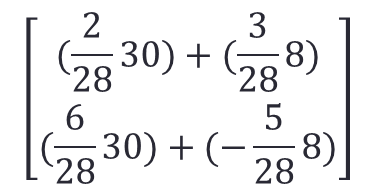 [ (2/28 30) + (3/28 8)
(6/28 30) + (− 5/28 8) ]